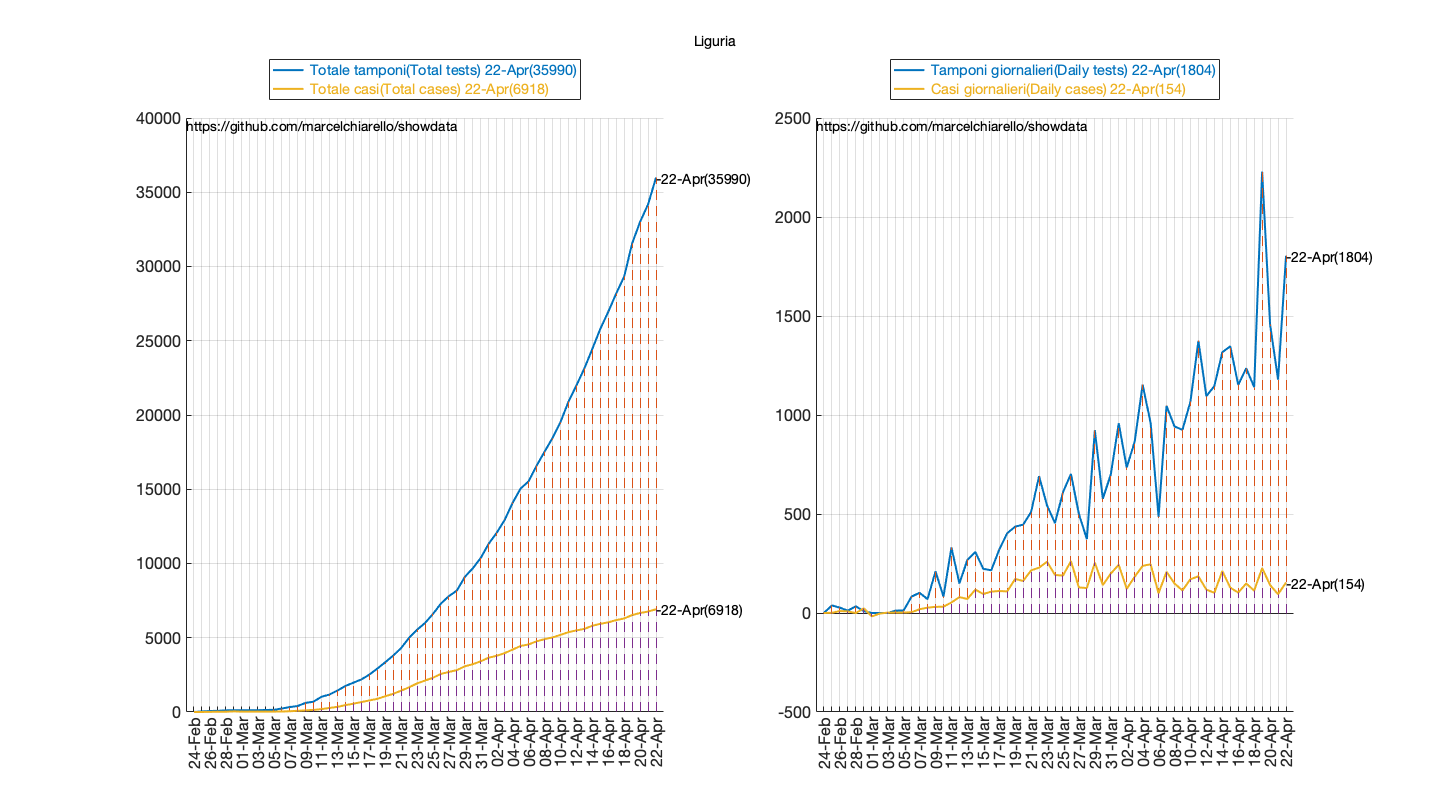 Liguria
Totale tamponi(Total tests) 22-Apr(35990)
Totale casi(Total cases) 22-Apr(6918)
https://github.com/marcelchiarello/showdata
40000
35000
30000
25000
20000
15000
10000
5000
0
22-Apr(35990)
22-Apr(6918)
24-Feb
26-Feb
28-Feb
01-Mar
03-Mar
05-Mar
07-Mar
09-Mar
11-Mar
13-Mar
15-Mar
17-Mar
19-Mar
21-Mar
23-Mar
25-Mar
27-Mar
29-Mar
31-Mar
02-Apr
04-Apr
06-Apr
08-Apr
10-Apr
12-Apr
14-Apr
16-Apr
18-Apr
20-Apr
22-Apr
Tamponi giornalieri(Daily tests) 22-Apr(1804)
Casi giornalieri(Daily cases) 22-Apr(154)
https://github.com/marcelchiarello/showdata
2500
2000
1500
1000
500
0
-500
22-Apr(1804)
22-Apr(154)
24-Feb
26-Feb
28-Feb
01-Mar
03-Mar
05-Mar
07-Mar
09-Mar
11-Mar
13-Mar
15-Mar
17-Mar
19-Mar
21-Mar
23-Mar
25-Mar
27-Mar
29-Mar
31-Mar
02-Apr
04-Apr
06-Apr
08-Apr
10-Apr
12-Apr
14-Apr
16-Apr
18-Apr
20-Apr
22-Apr